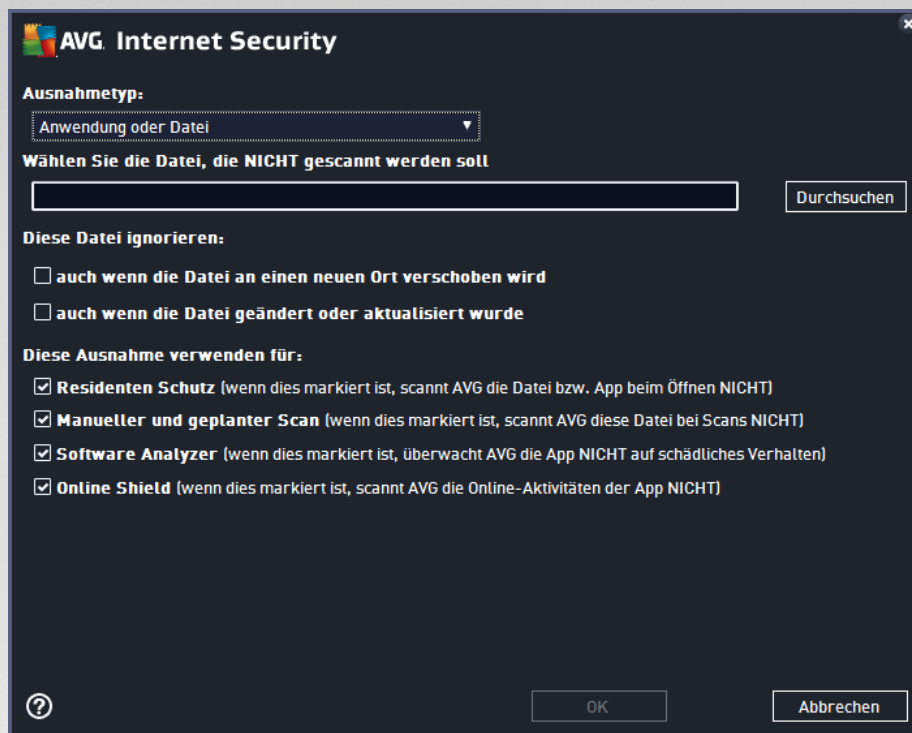 AVG. Internet Security
Ausnahmetyp:
Anwendung oder Datei
Wählen Sie die Datei, die NICHT gescannt werden soll
Durchsuchen
Diese Datei ignorieren:
auch wenn die Datei an einen neuen Ort verschoben wird
auch wenn die Datei geändert oder aktualisiert wurde
Diese Ausnahme verwenden für:
Residenten Schutz (wenn dies markiert ist, scannt AVG die Datei bzw. App beim Öffnen NICHT)
Manueller und geplanter Scan (wenn dies markiert ist, scannt AVG diese Datei bei Scans NICHT)
Software Analyzer (wenn dies markiert ist, überwacht AVG die App NICHT auf schädliches Verhalten)
Online Shield (wenn dies markiert ist, scannt AVG die Online-Aktivitäten der App NICHT)
?
OK
Abbrechen